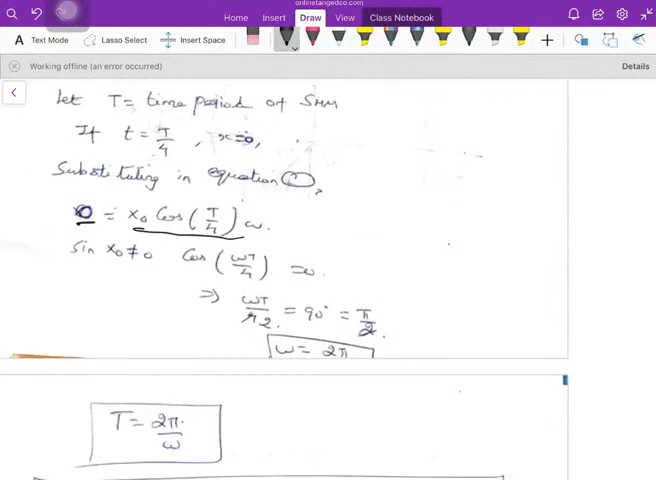 onlinetangedco.com
Home Insert Draw View Class Notebook
A Text Mode Lasso Select Insert Space
Working offline (an error occurred) Details
Let T = time period of SHM
If t = T/4 , x=0,
Substituting in equation ①,
0 = x₀ Cos (T/4) ω.
Sin x₀ ≠ 0 Cos (ωT/4) = 0.
⇒ ωT/ 2. = 90° = π/2.
ω = 2π
T = 2π/ω